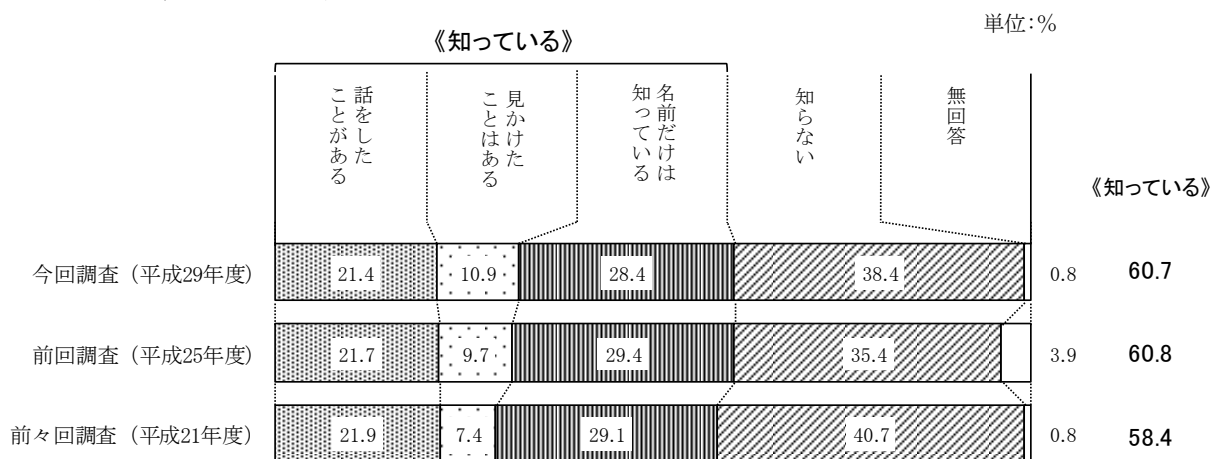 単位:％
《知っている》
話をした
ことがある
見かけた
ことはある
名前だけは
知っている
知らない
無回答
《知っている》
今回調査（平成29年度） 21.4 10.9 28.4 38.4 0.8 60.7
前回調査（平成25年度） 21.7 9.7 29.4 35.4 3.9 60.8
前々回調査（平成21年度） 21.9 7.4 29.1 40.7 0.8 58.4